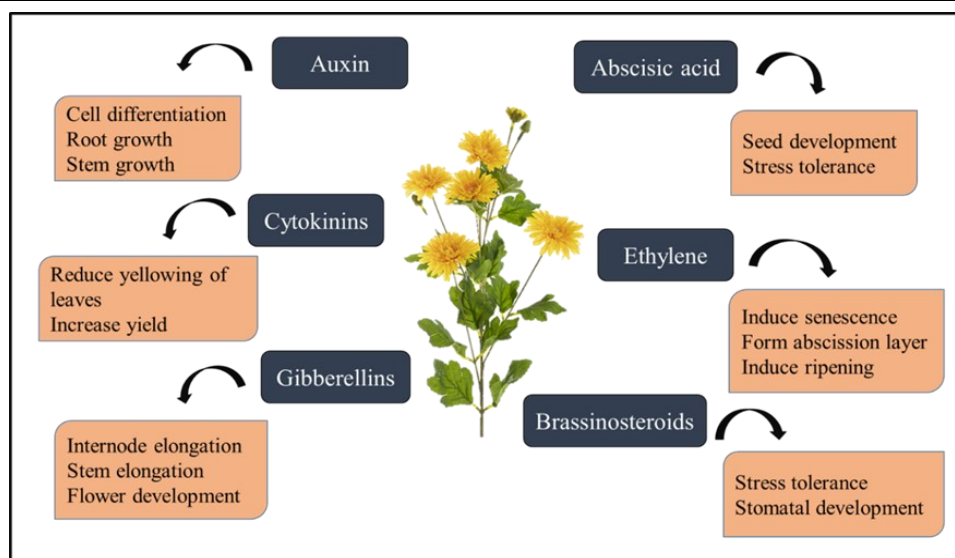 Auxin
Cell differentiation
Root growth
Stem growth
Cytokinins
Reduce yellowing of
leaves
Increase yield
Gibberellins
Internode elongation
Stem elongation
Flower development
Abscisic acid
Seed development
Stress tolerance
Ethylene
Induce senescence
Form abscission layer
Induce ripening
Brassinosteroids
Stress tolerance
Stomatal development